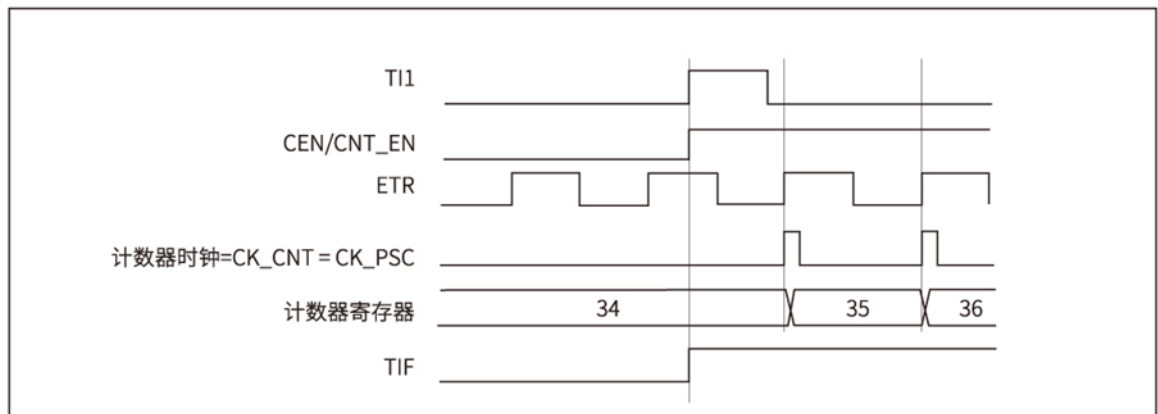 TI1
CEN/CNT_EN
ETR
计数器时钟=CK_CNT = CK_PSC
计数器寄存器 34 35 36
TIF